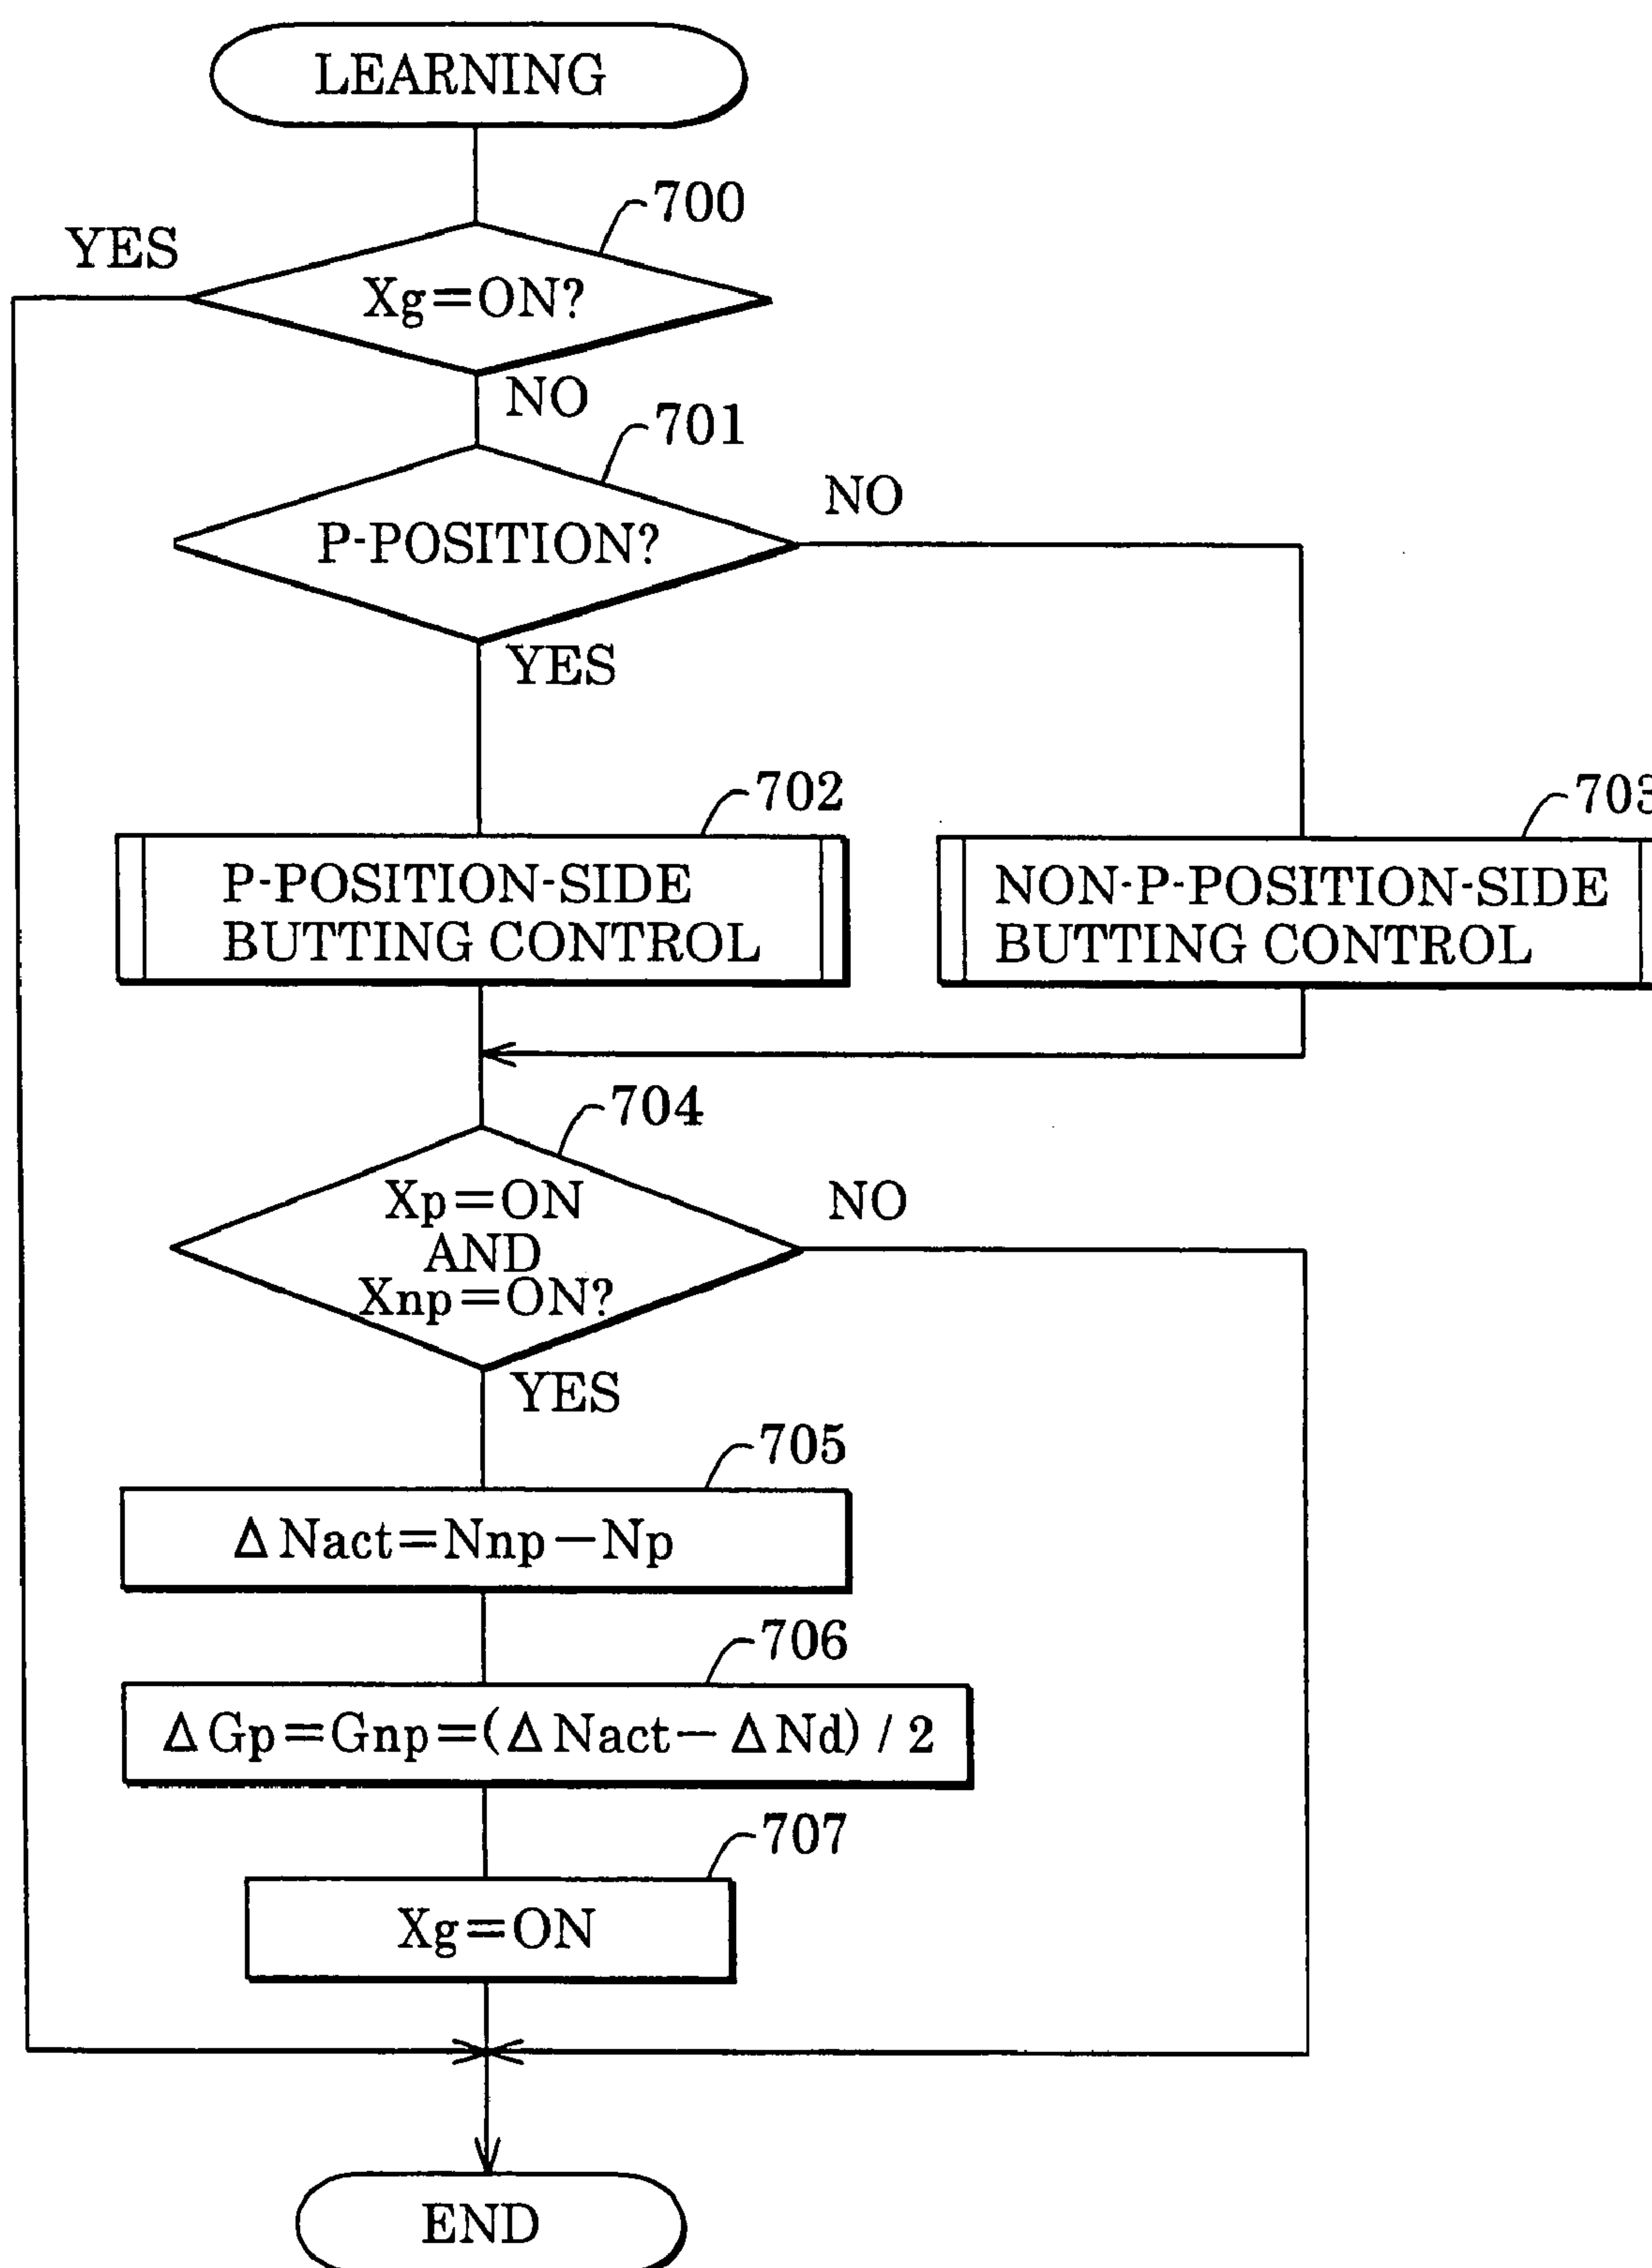 LEARNING
700
YES
Xg=ON?
NO
701
NO
P-POSITION?
YES
702
703
P-POSITION-SIDE
BUTTING CONTROL
NON-P-POSITION-SIDE
BUTTING CONTROL
704
Xp=ON
AND
Xnp=ON?
NO
YES
705
ΔNact=Nnp-Np
706
ΔGp=Gnp=(ΔNact-ΔNd)/2
707
Xg=ON
END